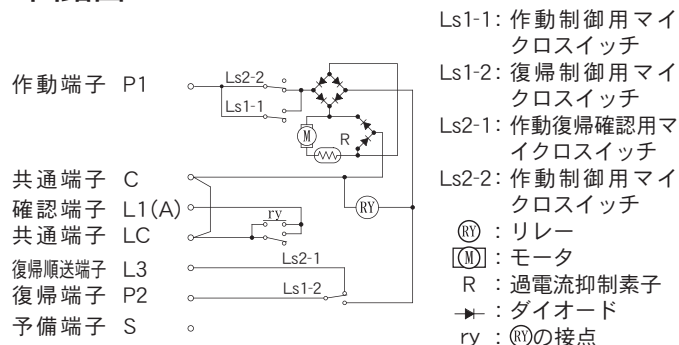 Ls1-1: 作動制御用マイ
クロスイッチ
Ls1-2: 復帰制御用マイ
クロスイッチ
Ls2-1: 作動復帰確認用マ
イクロスイッチ
Ls2-2: 作動制御用マイ
クロスイッチ
RY : リレー
M : モータ
R : 過電流抑制素子
: ダイオード
ry : RYの接点
作動端子 P1
共通端子 C
確認端子 L1(A)
共通端子 LC
復帰順送端子 L3
復帰端子 P2
予備端子 S
Ls2-2
Ls1-1
M
R
RY
ry
Ls2-1
Ls1-2